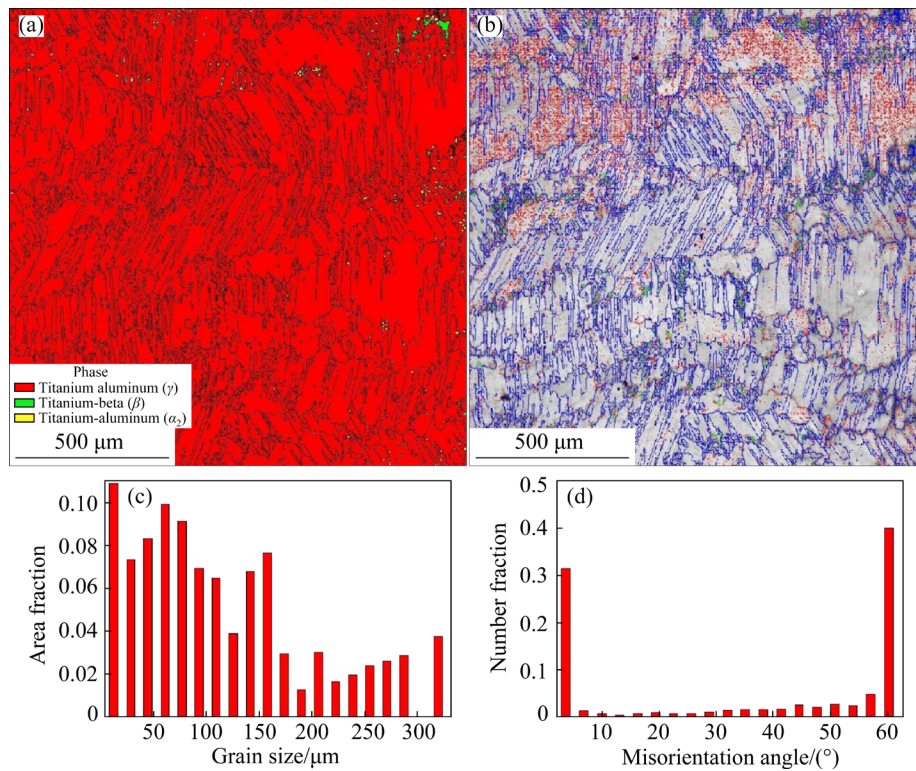 (a)
(b)
Phase
Titanium aluminum (γ)
Titanium-beta (β)
Titanium-aluminum (α₂)
500 μm
500 μm
(c)
0.10
0.08
0.06
0.04
0.02
0
Area fraction
50 100 150 200 250 300
Grain size/μm
(d)
0.5
0.4
0.3
0.2
0.1
0
Number fraction
10 20 30 40 50 60
Misorientation angle/(°)